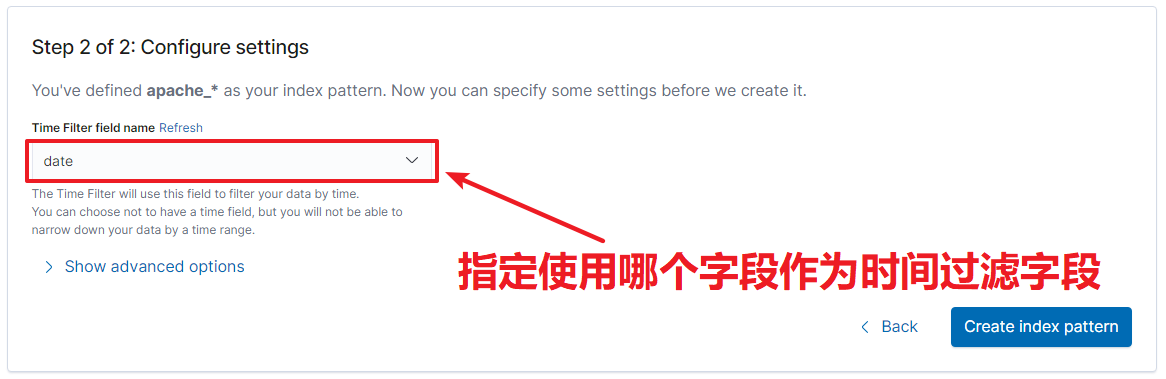 Step 2 of 2: Configure settings
You've defined apache_* as your index pattern. Now you can specify some settings before we create it.
Time Filter field name Refresh
date
The Time Filter will use this field to filter your data by time.
You can choose not to have a time field, but you will not be able to
narrow down your data by a time range.
Show advanced options
指定使用哪个字段作为时间过滤字段
Back
Create index pattern